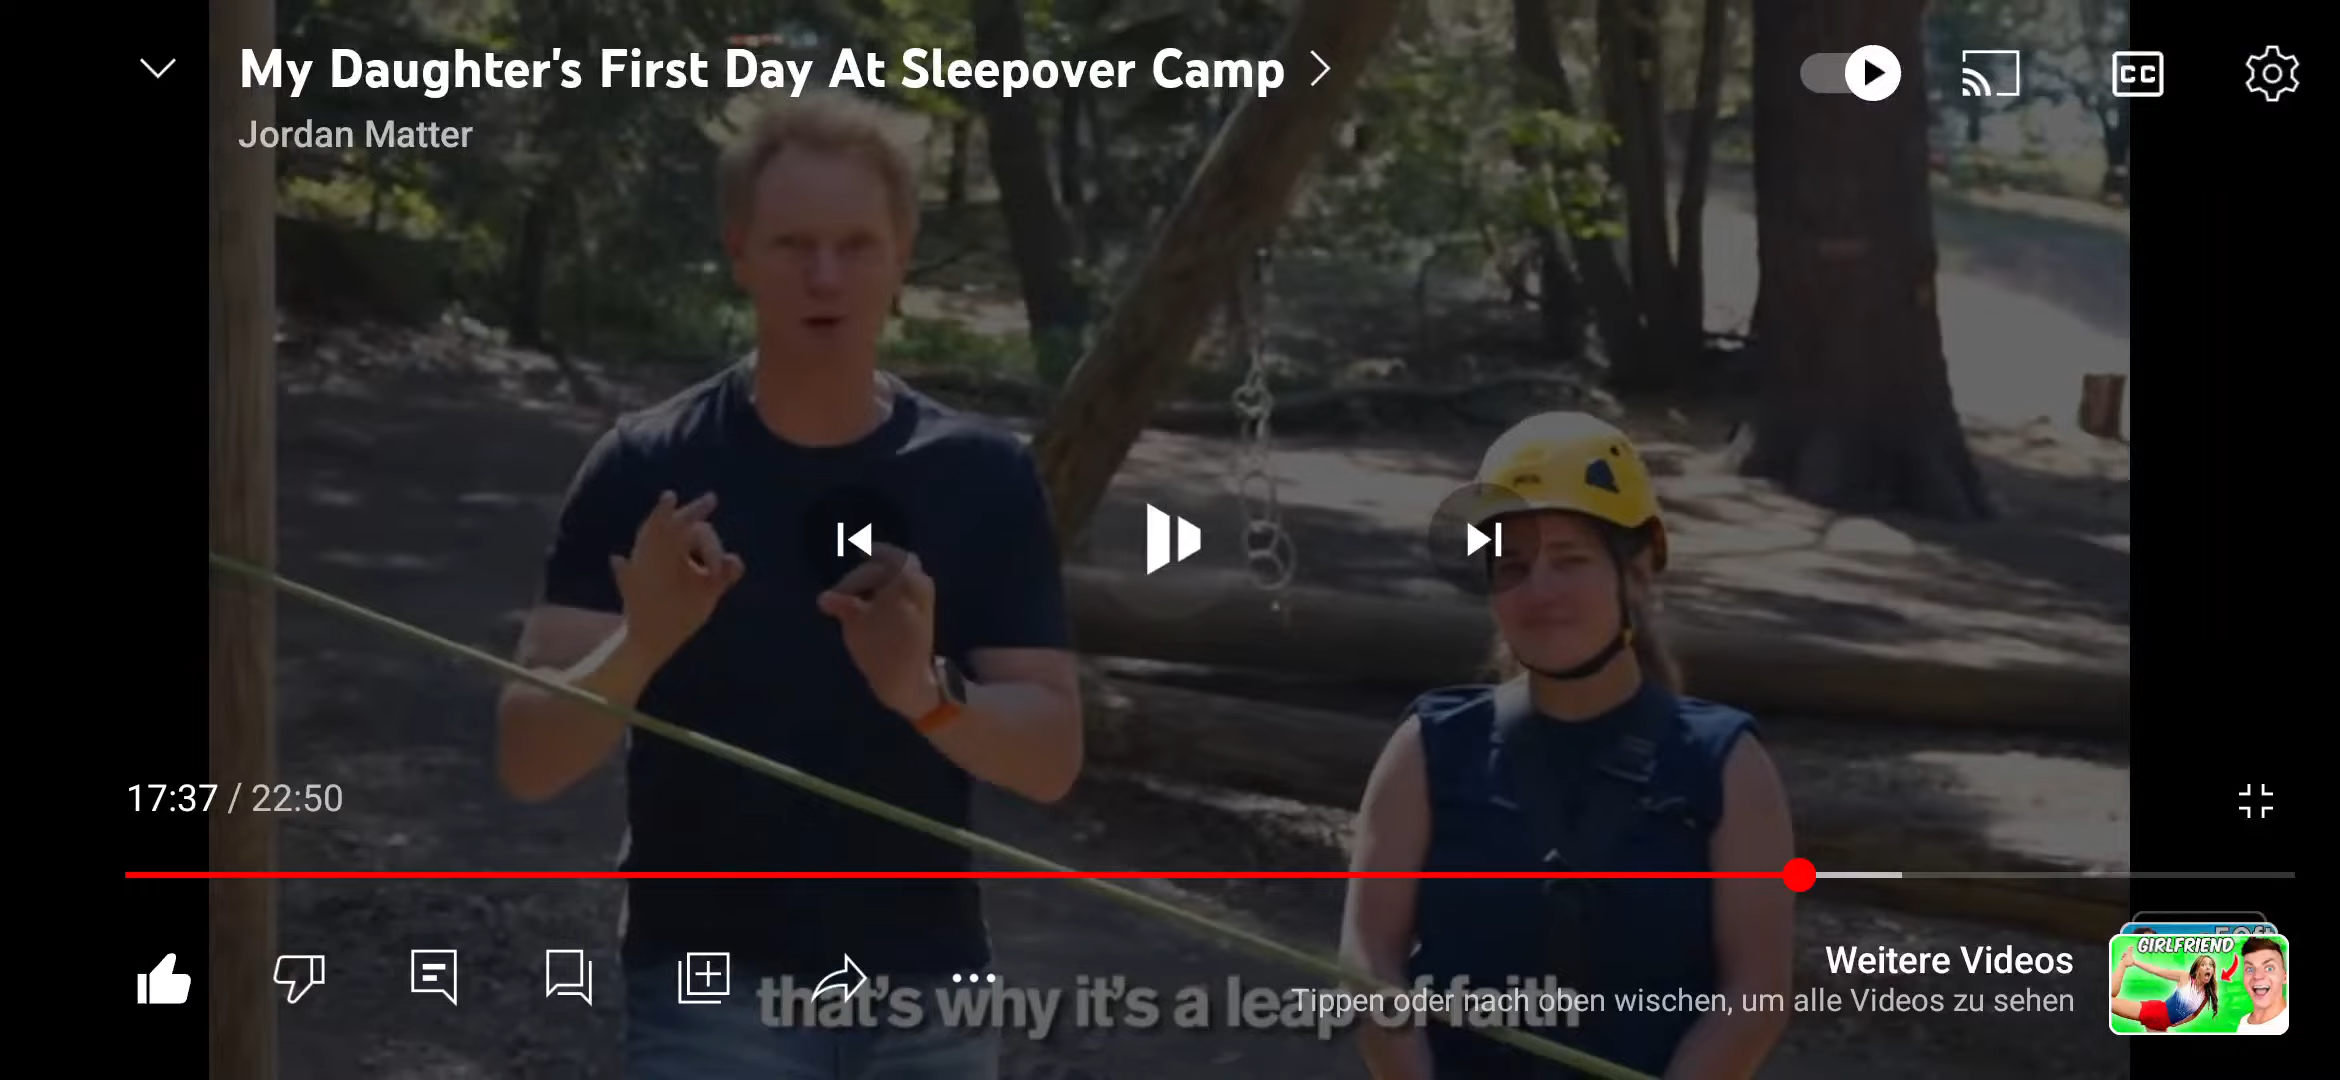 My Daughter's First Day At Sleepover Camp
Jordan Matter
CC
17:37 / 22:50
Weitere Videos
Tippen oder nach oben wischen, um alle Videos zu sehen
that's why it's a leap of faith
GIRLFRIEND